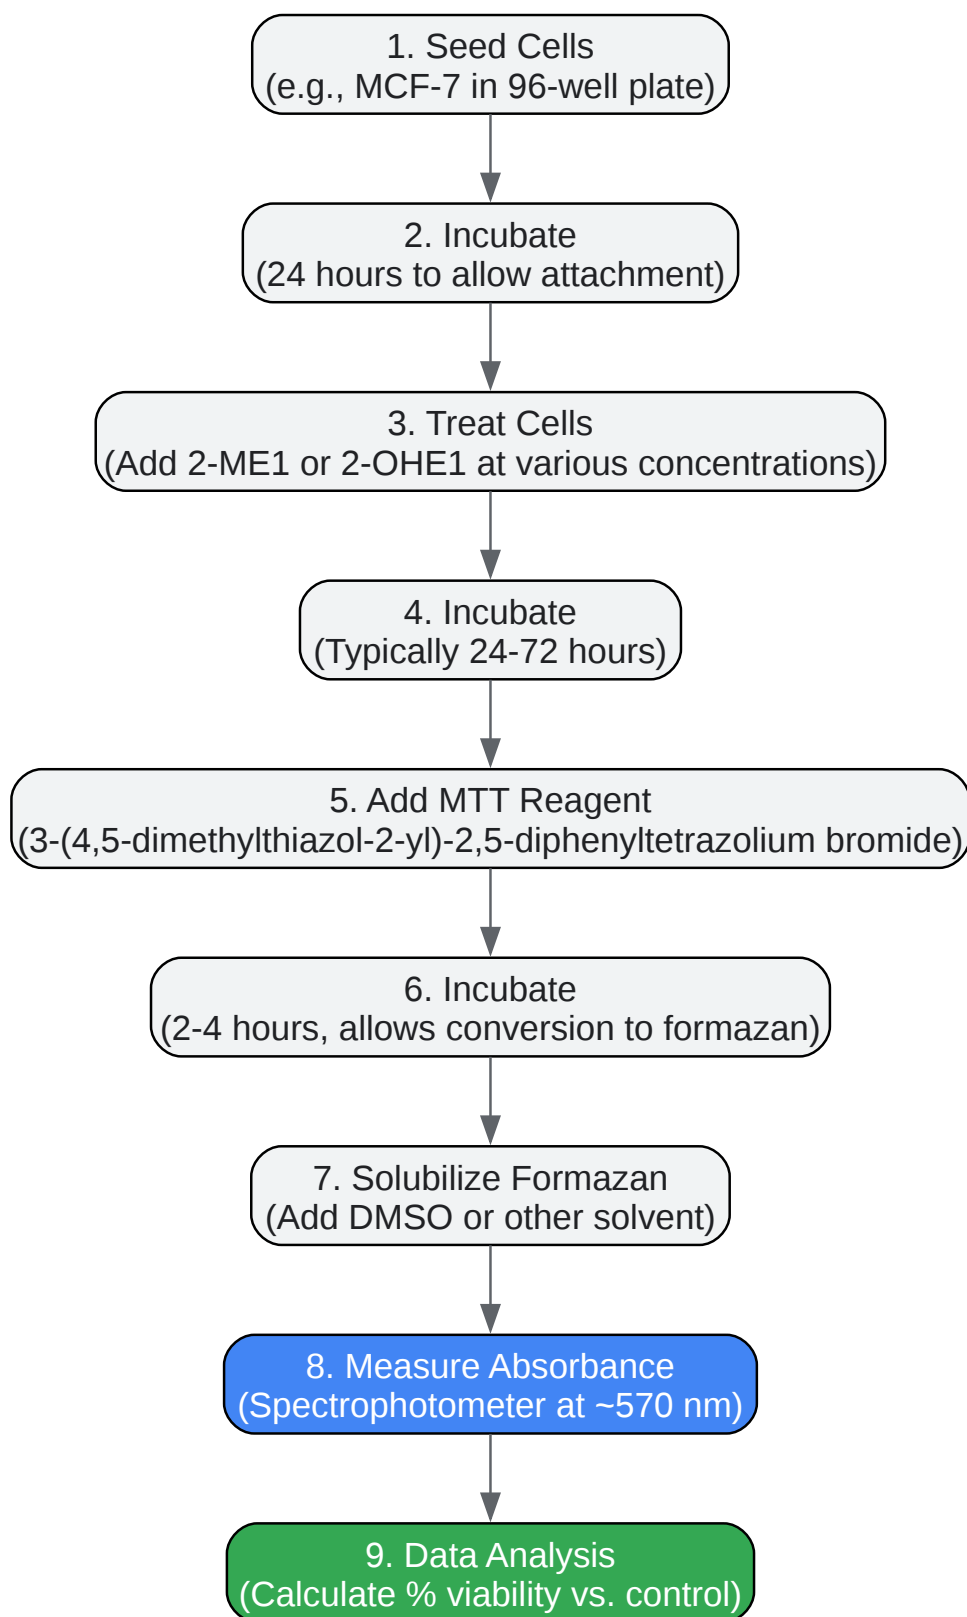 1. Seed Cells
(e.g., MCF-7 in 96-well plate)
2. Incubate
(24 hours to allow attachment)
3. Treat Cells
(Add 2-ME1 or 2-OHE1 at various concentrations)
4. Incubate
(Typically 24-72 hours)
5. Add MTT Reagent
(3-(4,5-dimethylthiazol-2-yl)-2,5-diphenyltetrazolium bromide)
6. Incubate
(2-4 hours, allows conversion to formazan)
7. Solubilize Formazan
(Add DMSO or other solvent)
8. Measure Absorbance
(Spectrophotometer at ~570 nm)
9. Data Analysis
(Calculate % viability vs. control)